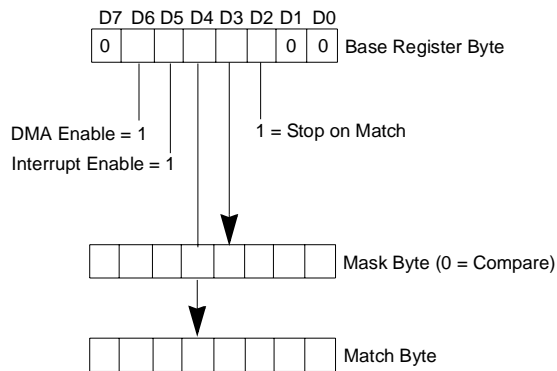 D7 D6 D5 D4 D3 D2 D1 D0
0 0 0 Base Register Byte
DMA Enable = 1
1 = Stop on Match
Interrupt Enable = 1
Mask Byte (0 = Compare)
Match Byte